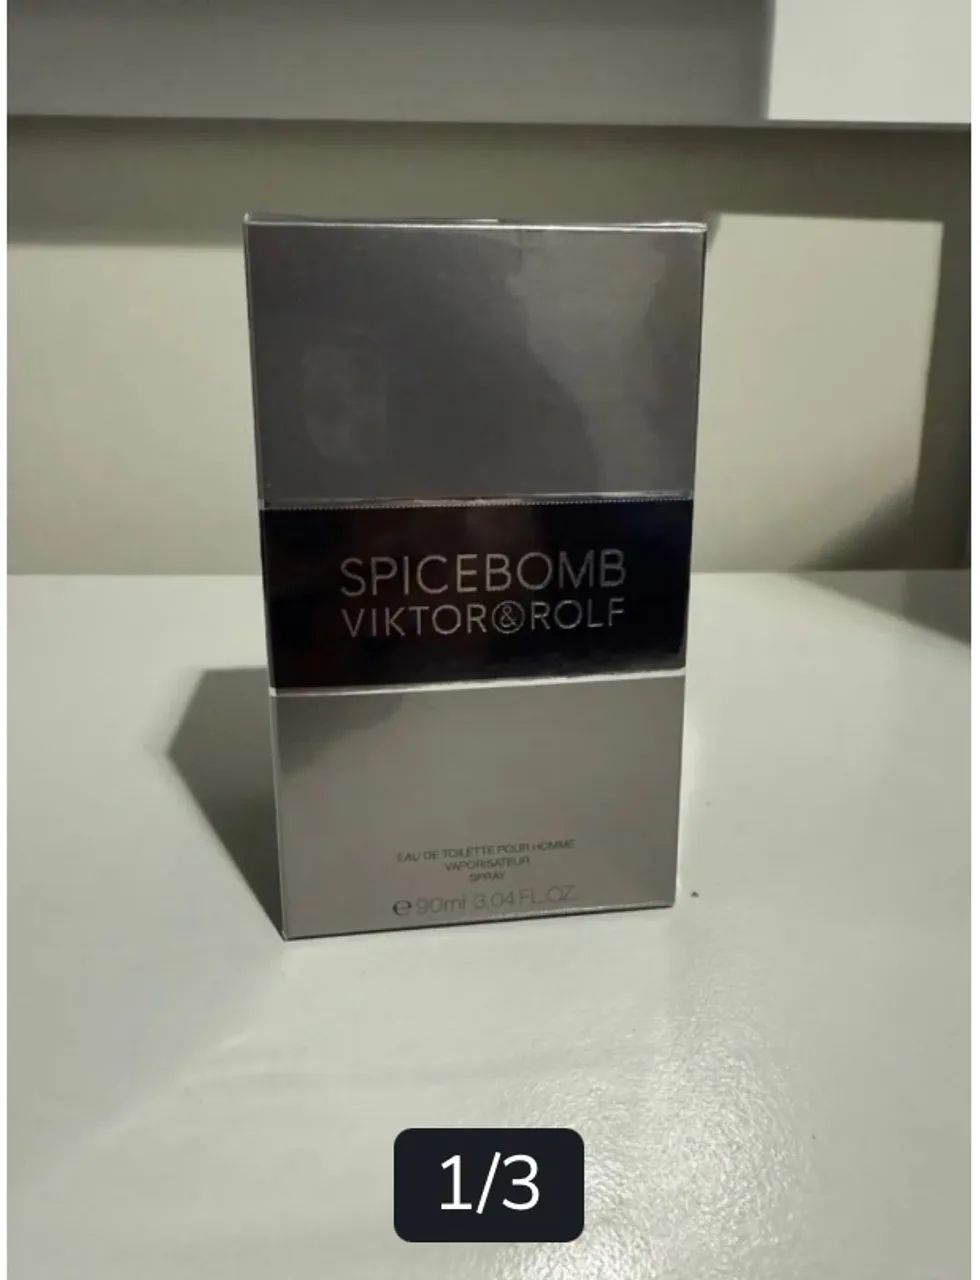 SPICEBOMB
VIKTOR&ROLF
EAU DE TOILETTE POUR HOMME
VAPORISATEUR
SPRAY
e 90ml 3.04 FL.OZ.
1/3